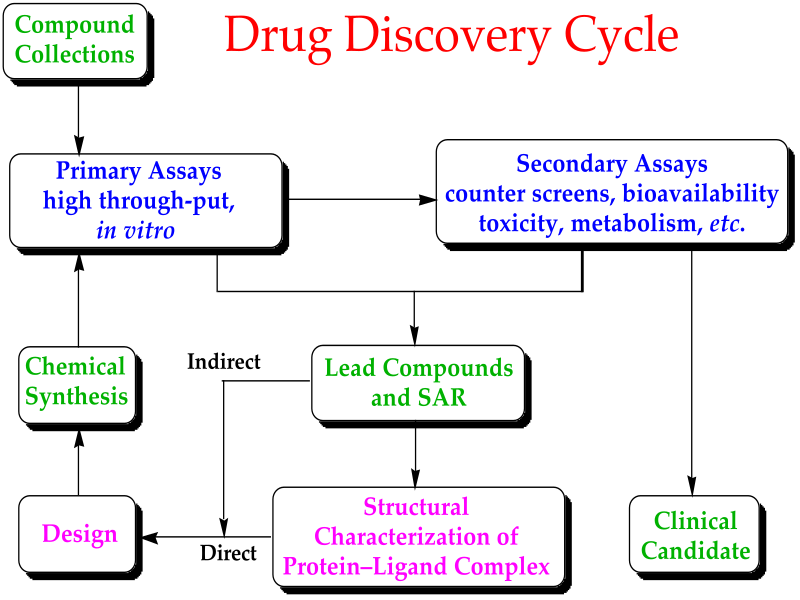 Compound
Collections
Drug Discovery Cycle
Primary Assays
high through-put,
in vitro
Secondary Assays
counter screens, bioavailability
toxicity, metabolism, etc.
Chemical
Synthesis
Indirect
Lead Compounds
and SAR
Design
Direct
Structural
Characterization of
Protein–Ligand Complex
Clinical
Candidate